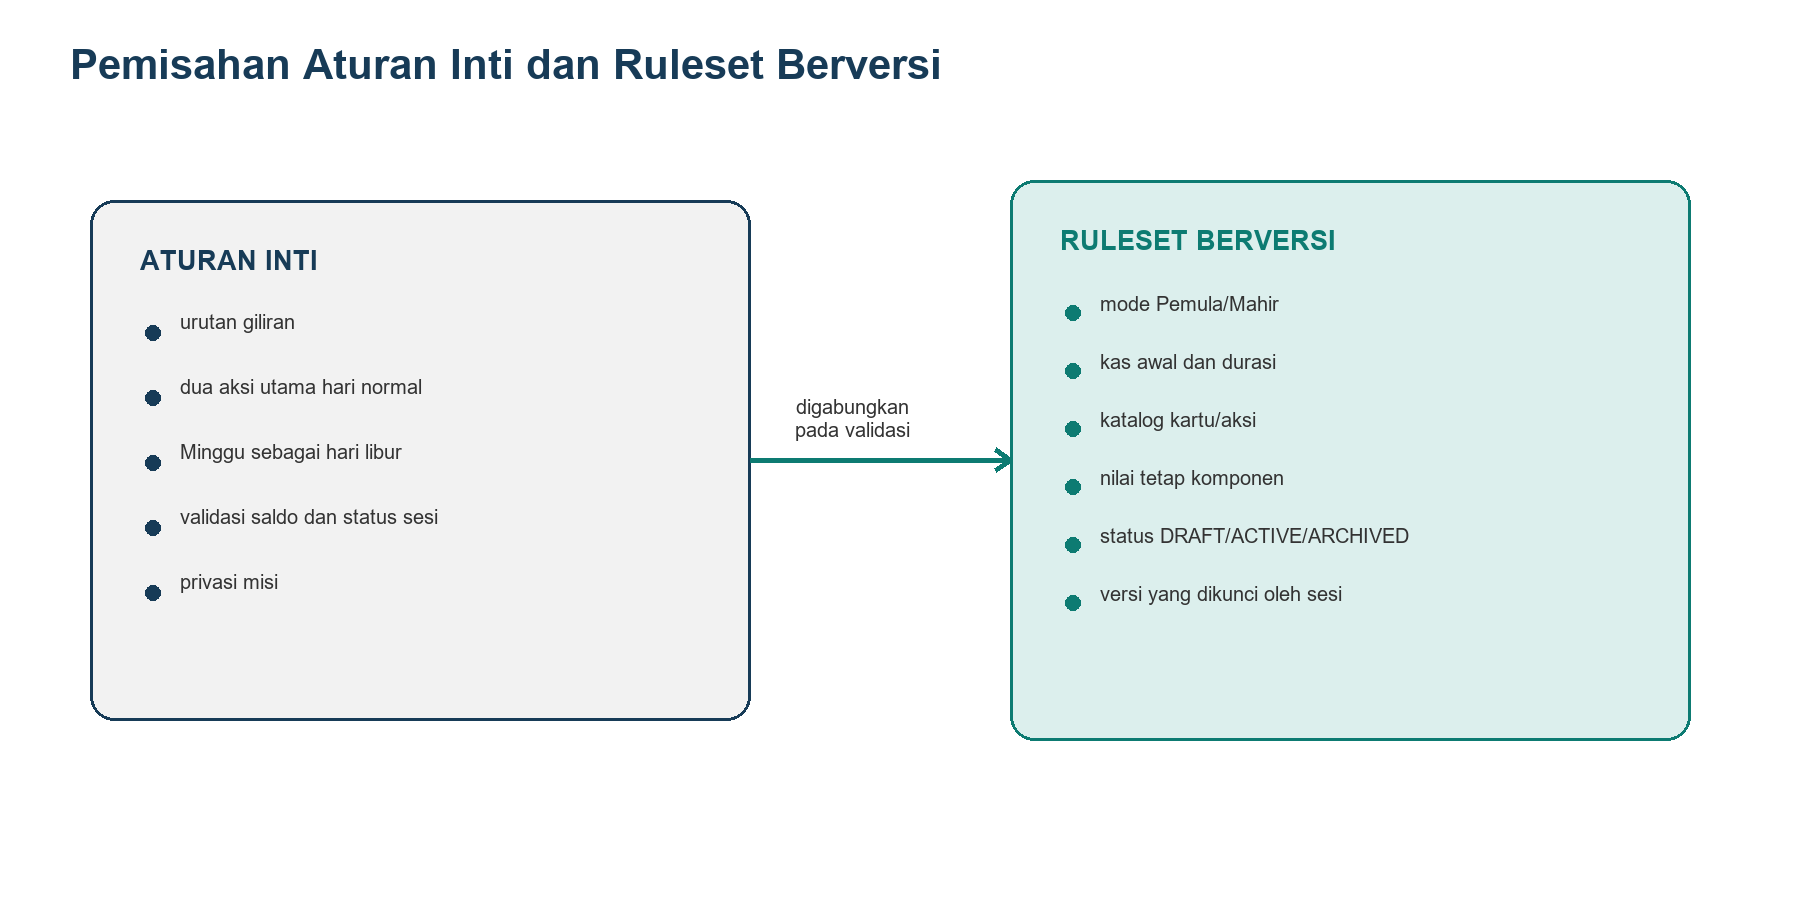 Pemisahan Aturan Inti dan Ruleset Berversi
ATURAN INTI
urutan giliran
dua aksi utama hari normal
Minggu sebagai hari libur
validasi saldo dan status sesi
privasi misi
digabungkan
pada validasi
RULESET BERVERSI
mode Pemula/Mahir
kas awal dan durasi
katalog kartu/aksi
nilai tetap komponen
status DRAFT/ACTIVE/ARCHIVED
versi yang dikunci oleh sesi